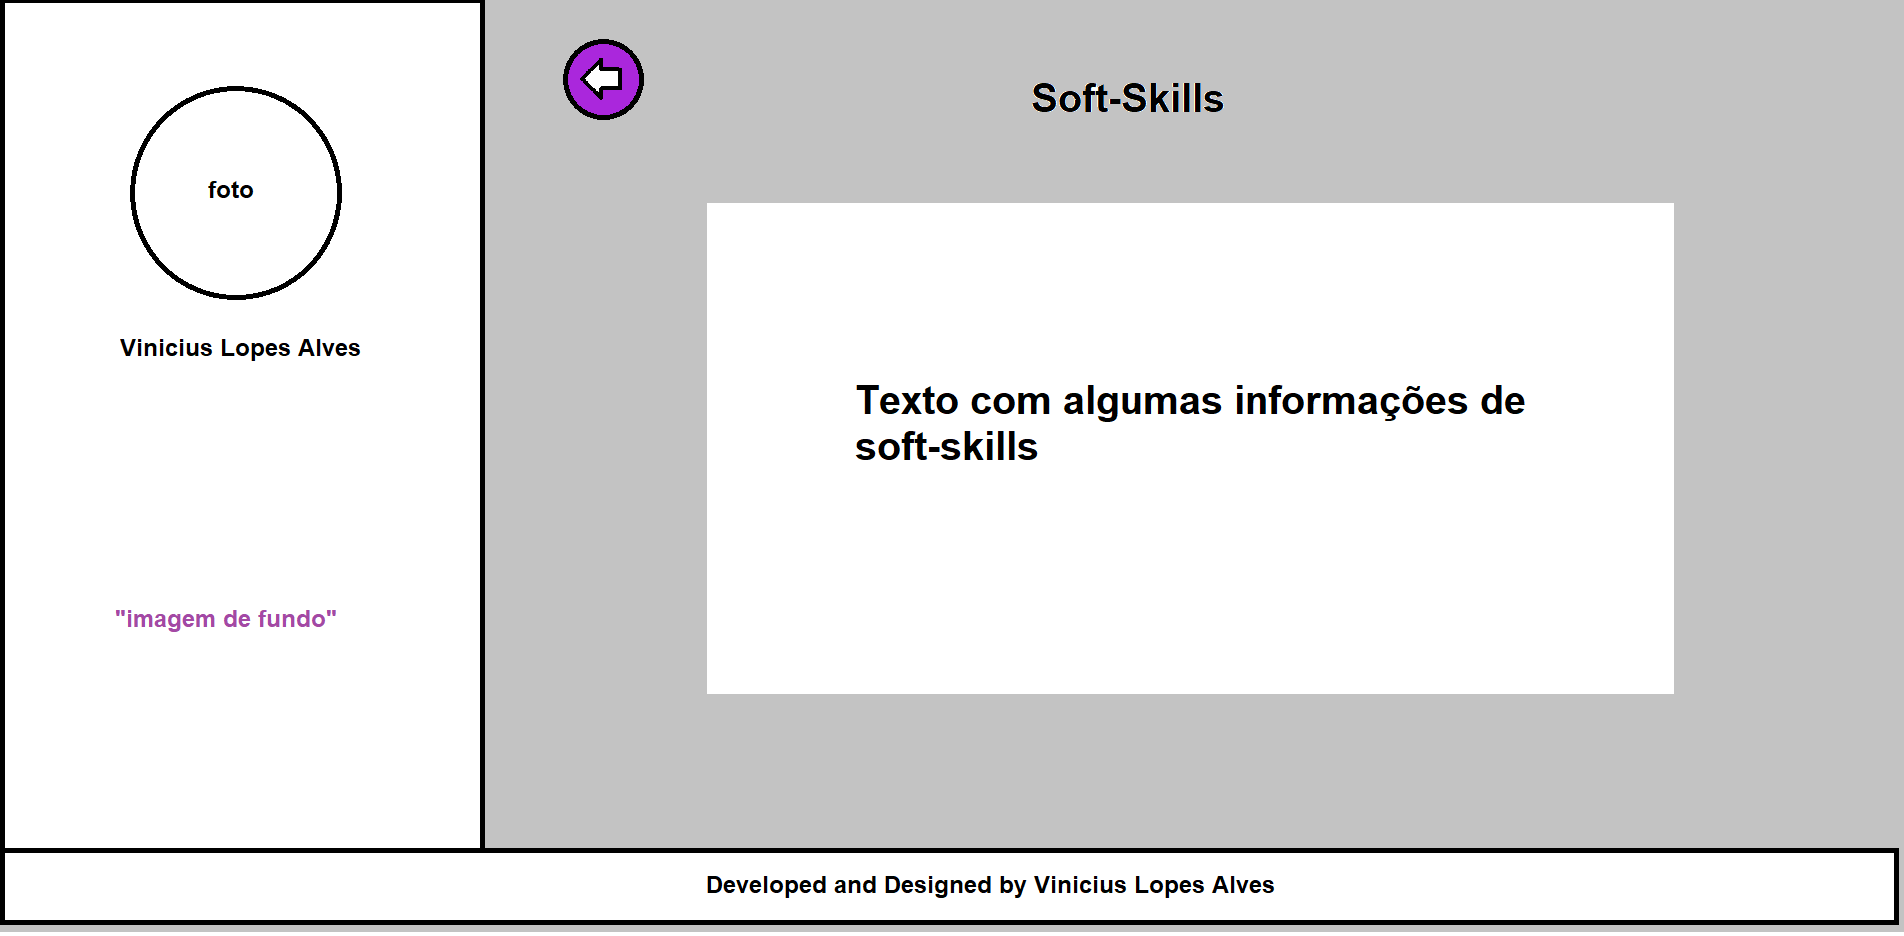 foto
Vinicius Lopes Alves
"imagem de fundo"
Soft-Skills
Texto com algumas informações de
soft-skills
Developed and Designed by Vinicius Lopes Alves